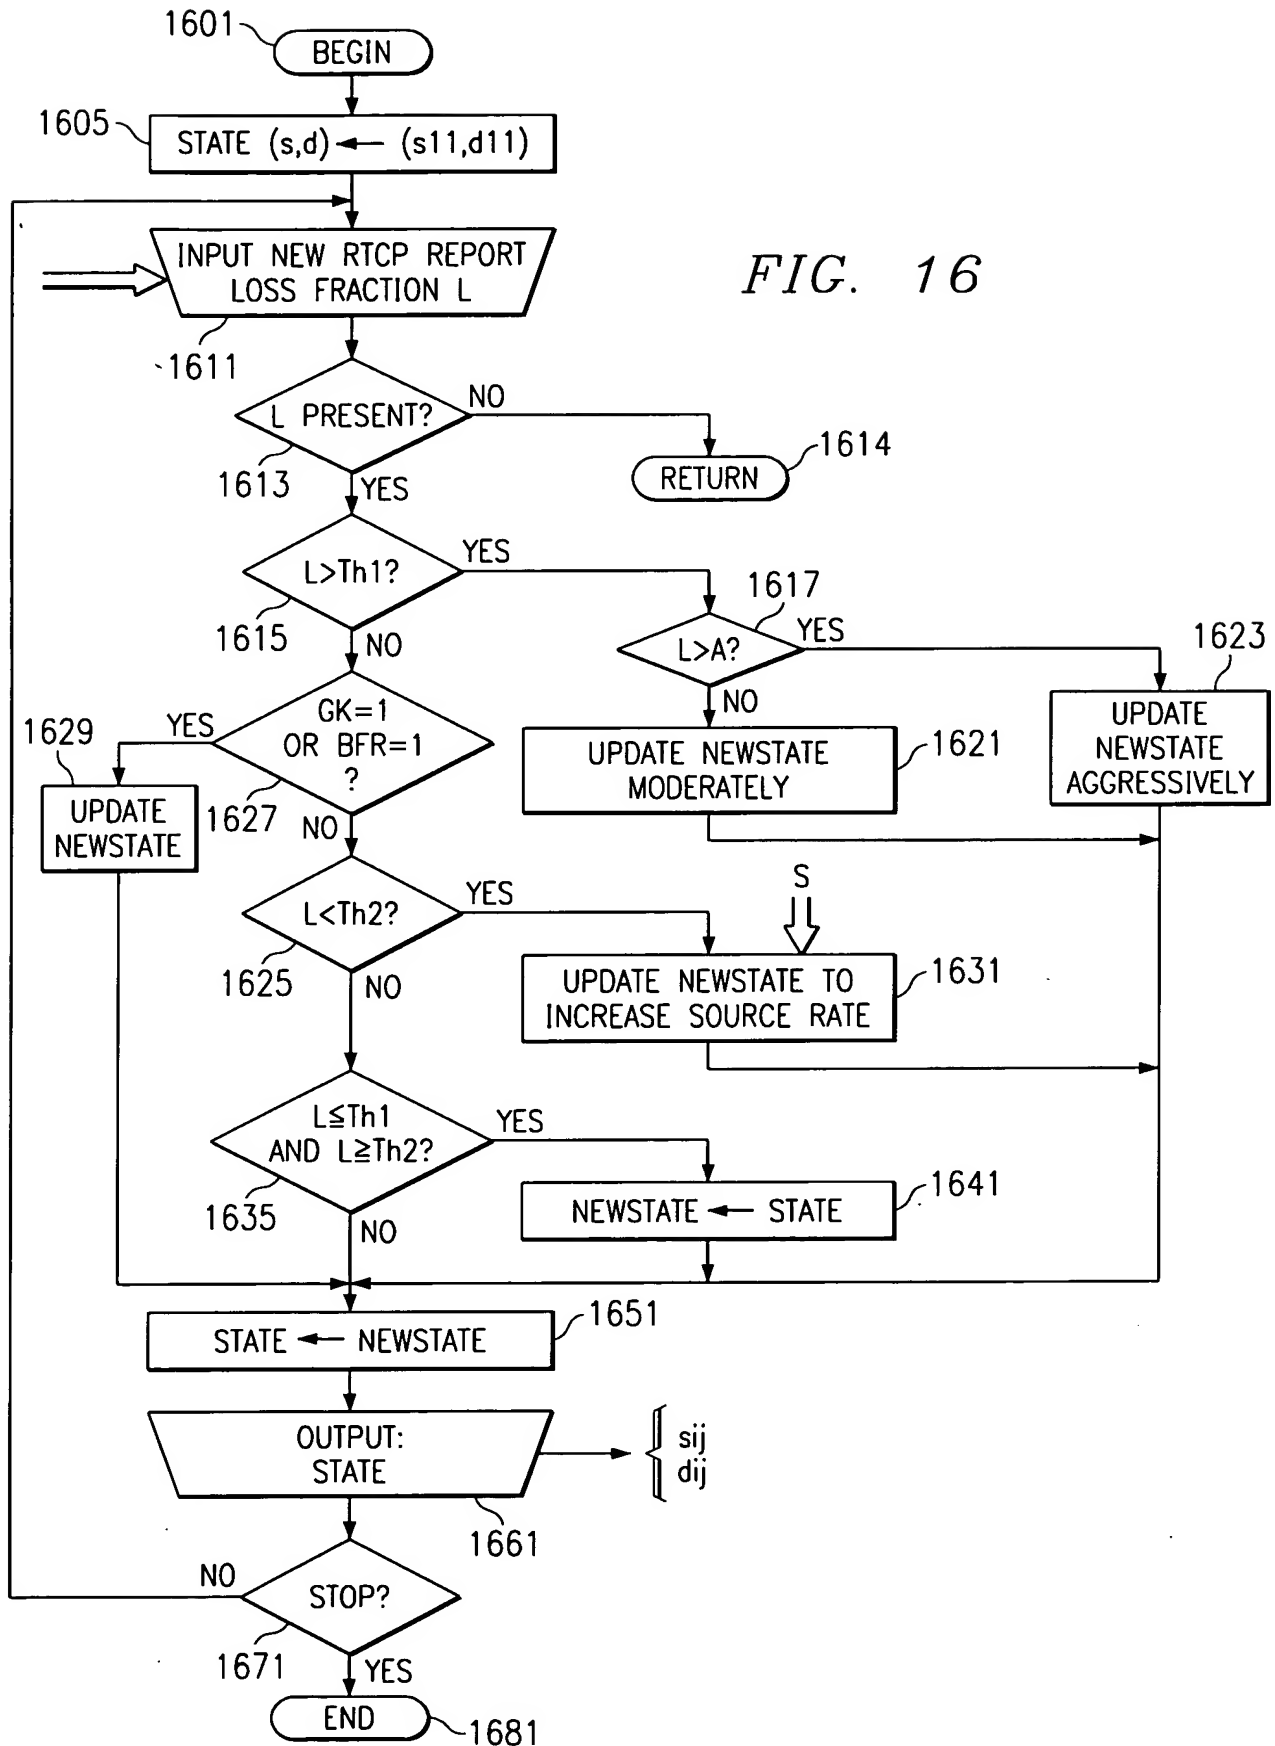 1601
BEGIN
1605
STATE (s,d) ← (s11,d11)
INPUT NEW RTCP REPORT
LOSS FRACTION L
FIG. 16
1611
L PRESENT?
NO
1613
YES
RETURN
1614
L>Th1?
YES
1615
NO
1617
L>A?
YES
NO
1623
UPDATE
NEWSTATE
AGGRESSIVELY
UPDATE NEWSTATE
MODERATELY
1621
GK=1
OR BFR=1
?
YES
1627
NO
1629
UPDATE
NEWSTATE
L<Th2?
YES
1625
NO
S
UPDATE NEWSTATE TO
INCREASE SOURCE RATE
1631
L≦Th1
AND L≧Th2?
YES
1635
NO
NEWSTATE ← STATE
1641
STATE ← NEWSTATE
1651
OUTPUT:
STATE
sij
dij
1661
STOP?
NO
1671
YES
END
1681